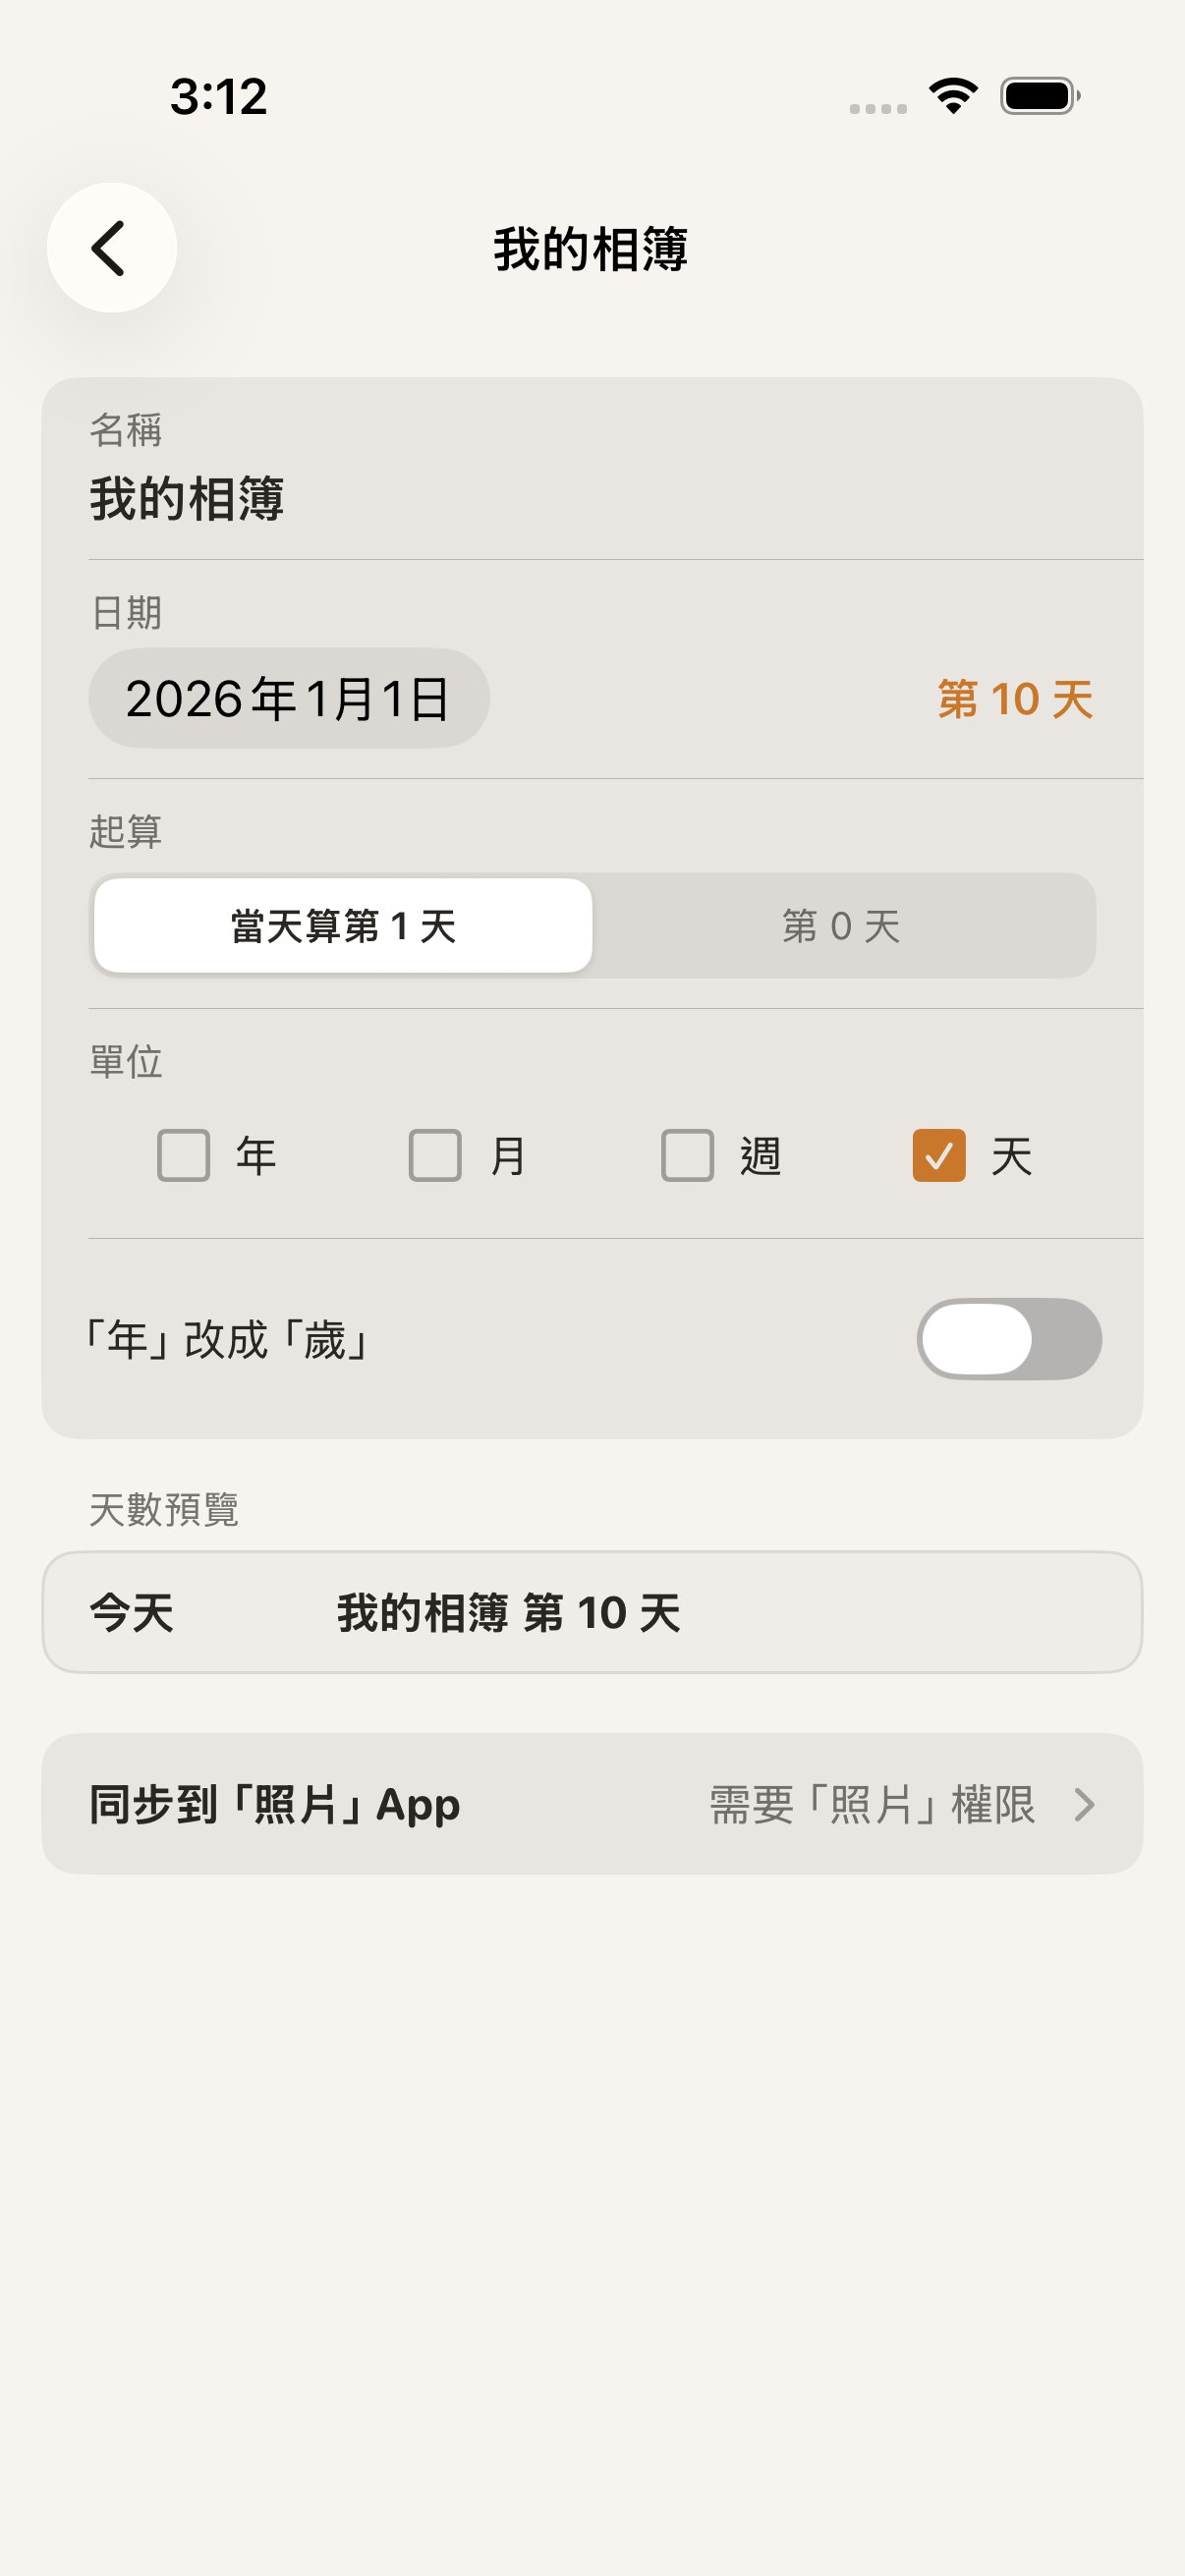 3:12
我的相簿
名稱
我的相簿
日期
2026年1月1日
第 10 天
起算
當天算第 1 天
第 0 天
單位
年
月
週
天
「年」改成「歲」
天數預覽
今天
我的相簿 第 10 天
同步到「照片」App
需要「照片」權限